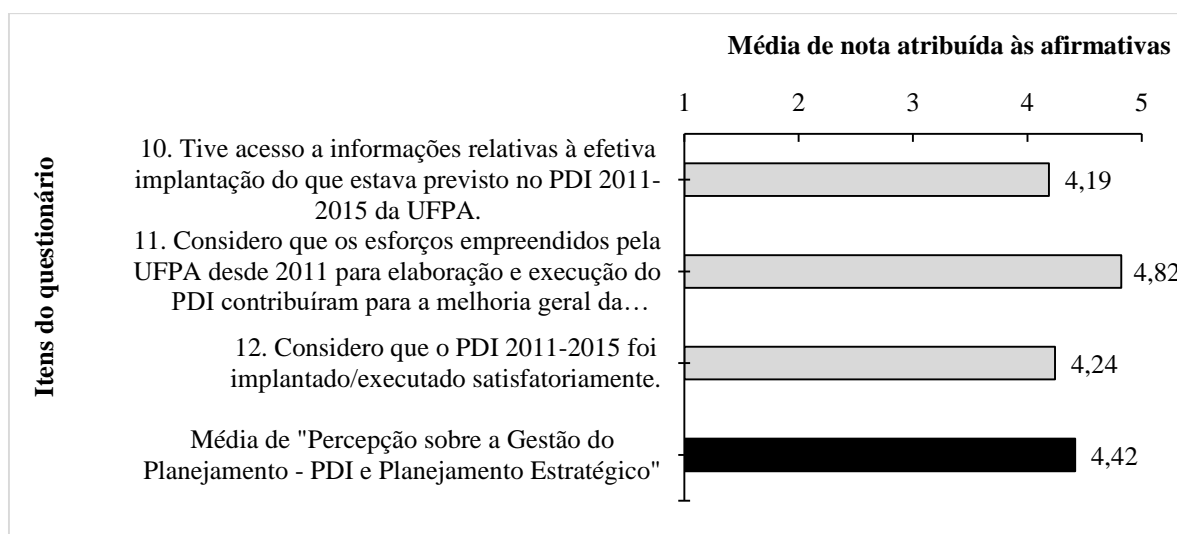 Média de nota atribuída às afirmativas
1 2 3 4 5
Itens do questionário
10. Tive acesso a informações relativas à efetiva
implantação do que estava previsto no PDI 2011-
2015 da UFPA.
4,19
11. Considero que os esforços empreendidos pela
UFPA desde 2011 para elaboração e execução do
PDI contribuíram para a melhoria geral da…
4,82
12. Considero que o PDI 2011-2015 foi
implantado/executado satisfatoriamente.
4,24
Média de "Percepção sobre a Gestão do
Planejamento - PDI e Planejamento Estratégico"
4,42